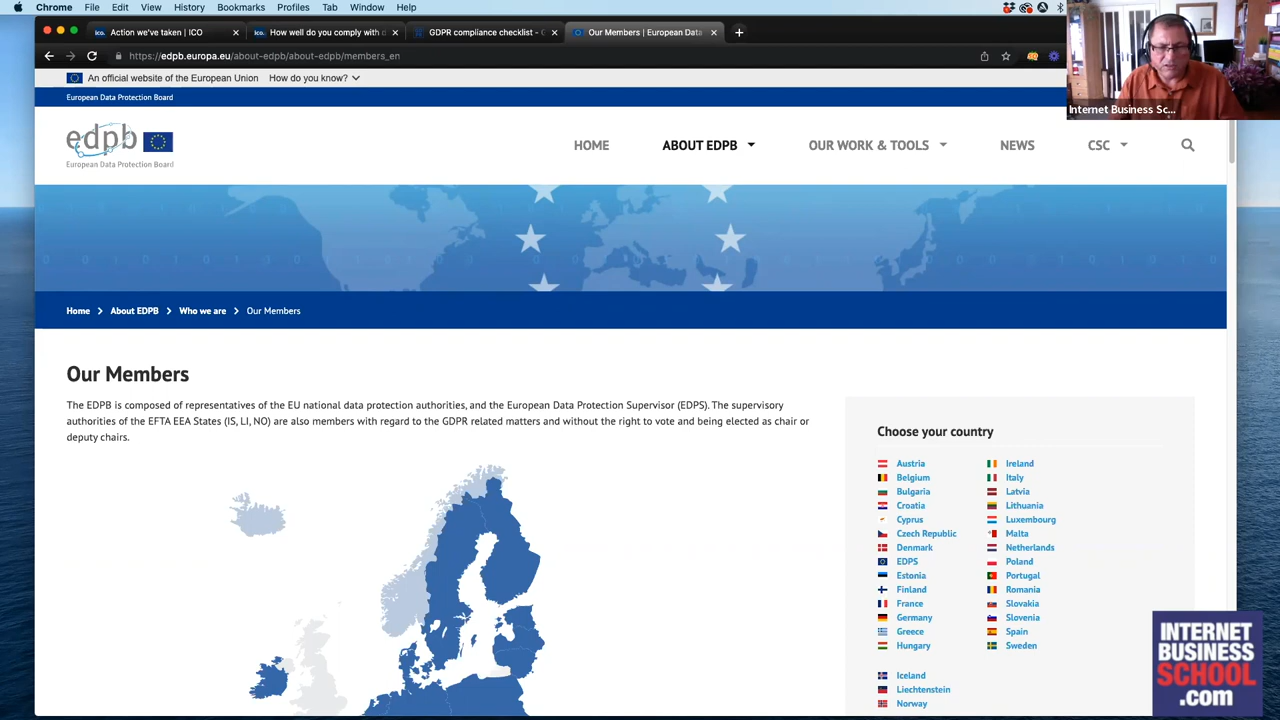 Chrome File Edit View History Bookmarks Profiles Tab Window Help
ico. Action we've taken | ICO
ico. How well do you comply with d
GDPR compliance checklist - G
Our Members | European Data
https://edpb.europa.eu/about-edpb/about-edpb/members_en
An official website of the European Union How do you know?
European Data Protection Board
edpb
European Data Protection Board
HOME ABOUT EDPB OUR WORK & TOOLS NEWS CSC
Internet Business Sc...
Home > About EDPB > Who we are > Our Members
Our Members
The EDPB is composed of representatives of the EU national data protection authorities, and the European Data Protection Supervisor (EDPS). The supervisory
authorities of the EFTA EEA States (IS, LI, NO) are also members with regard to the GDPR related matters and without the right to vote and being elected as chair or
deputy chairs.
Choose your country
Austria
Belgium
Bulgaria
Croatia
Cyprus
Czech Republic
Denmark
EDPS
Estonia
Finland
France
Germany
Greece
Hungary
Ireland
Italy
Latvia
Lithuania
Luxembourg
Malta
Netherlands
Poland
Portugal
Romania
Slovakia
Slovenia
Spain
Sweden
Iceland
Liechtenstein
Norway
INTERNET
BUSINESS
SCHOOL
.com